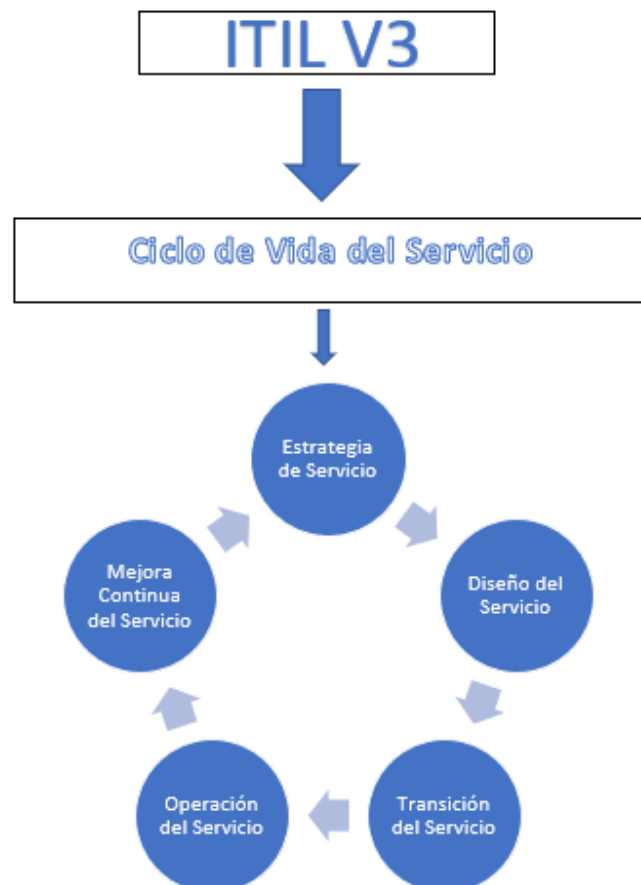 ITIL V3
Ciclo de Vida del Servicio
Estrategia
de Servicio
Diseño del
Servicio
Transición
del Servicio
Operación
del Servicio
Mejora
Continua
del Servicio